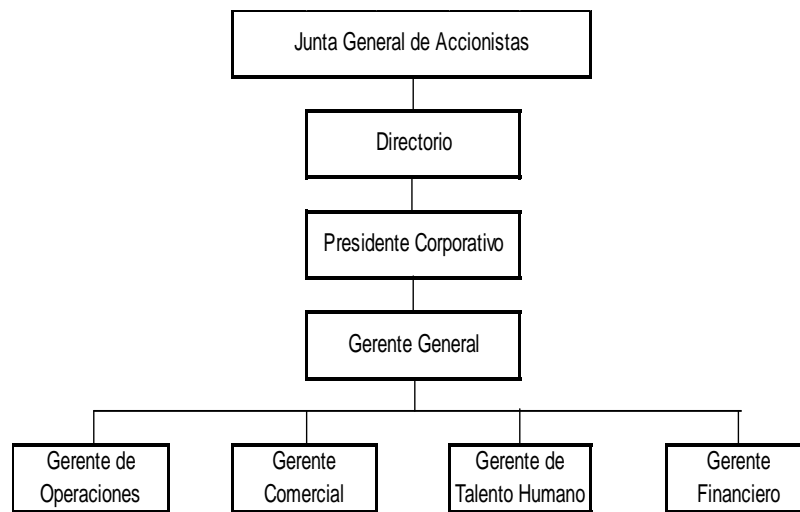 Junta General de Accionistas
Directorio
Presidente Corporativo
Gerente General
Gerente de
Operaciones
Gerente
Comercial
Gerente de
Talento Humano
Gerente
Financiero